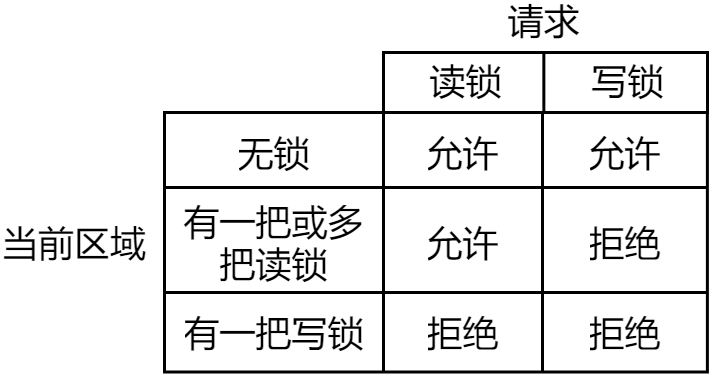 请求
读锁 写锁
无锁 允许 允许
当前区域 有一把或多把读锁 允许 拒绝
有一把写锁 拒绝 拒绝